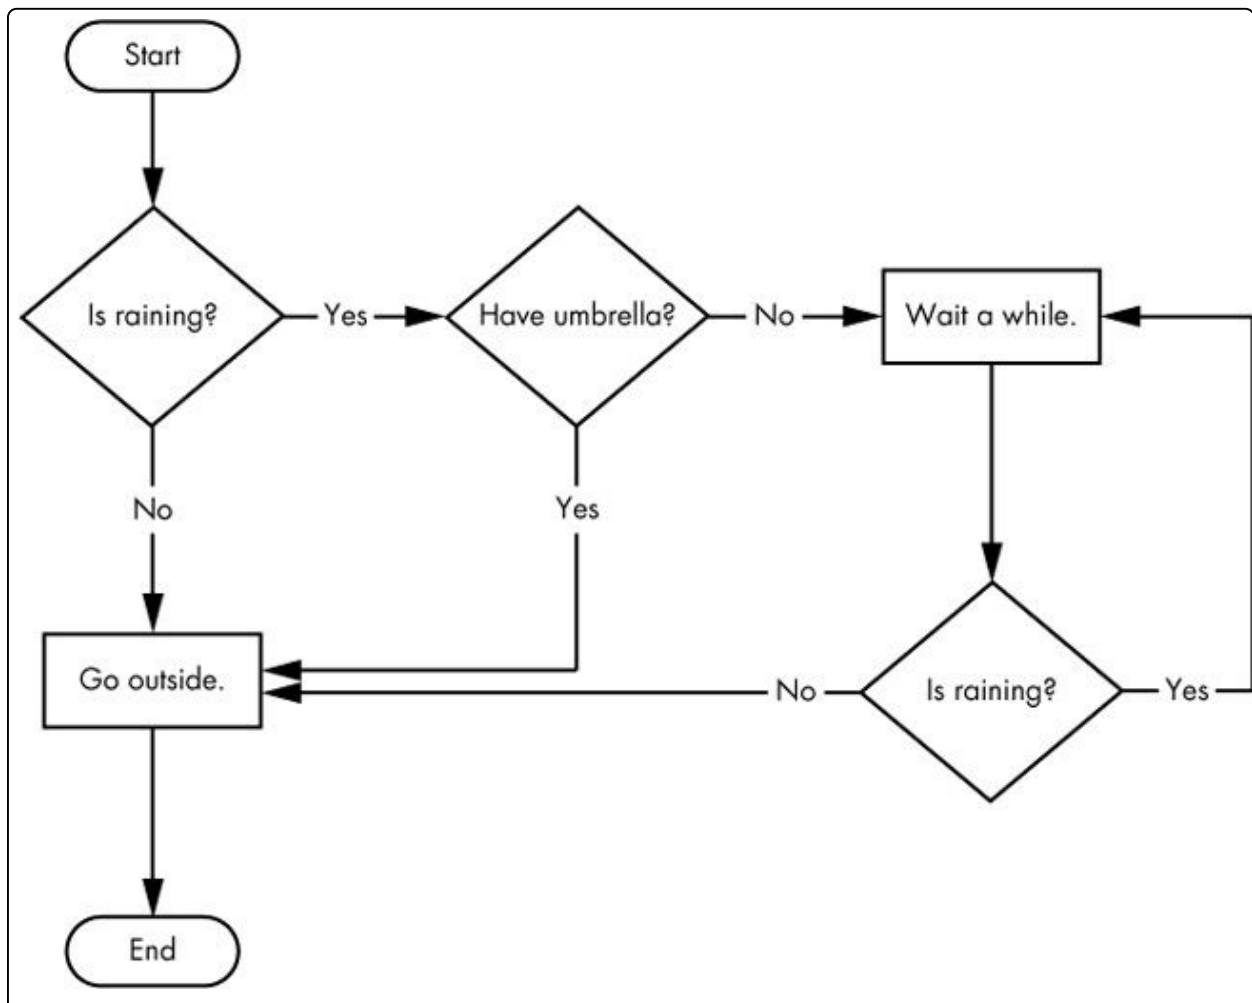 Start
Is raining?
Yes
Have umbrella?
No
Wait a while.
No
Yes
Go outside.
No
Is raining?
Yes
End